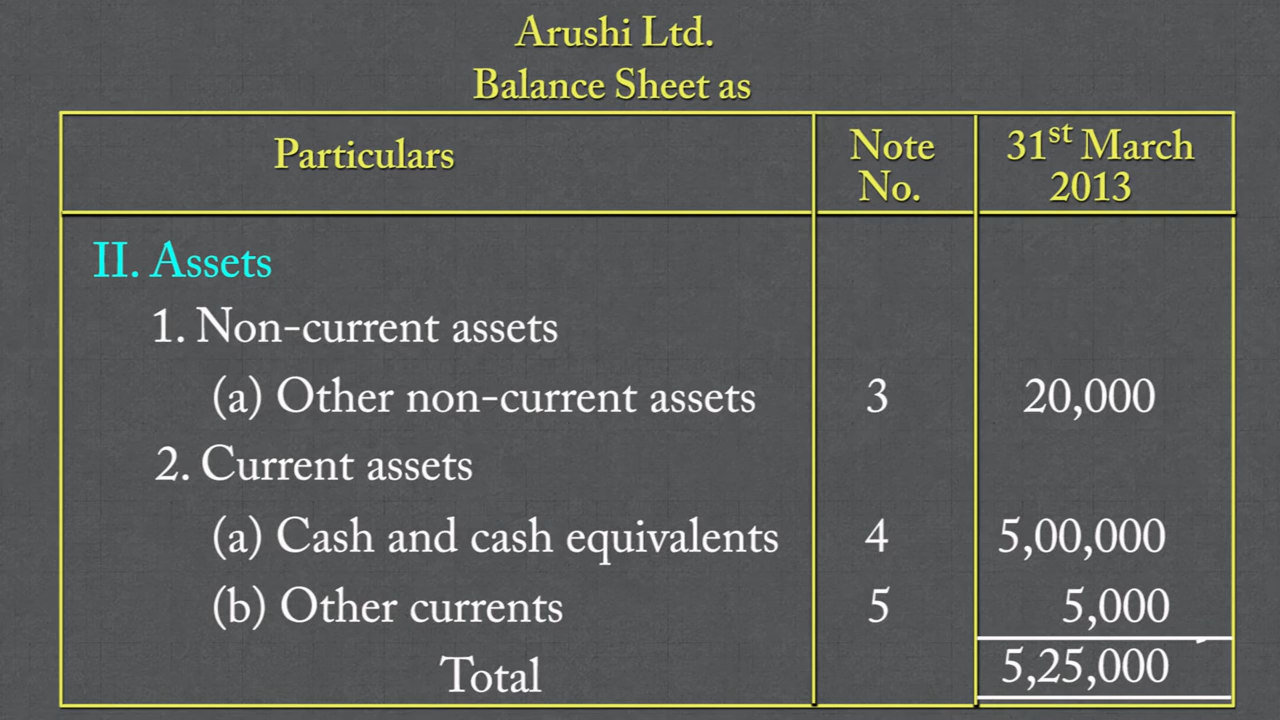 Arushi Ltd.
Balance Sheet as
Particulars Note No. 31st March 2013
II. Assets
1. Non-current assets
(a) Other non-current assets 3 20,000
2. Current assets
(a) Cash and cash equivalents 4 5,00,000
(b) Other currents 5 5,000
Total 5,25,000